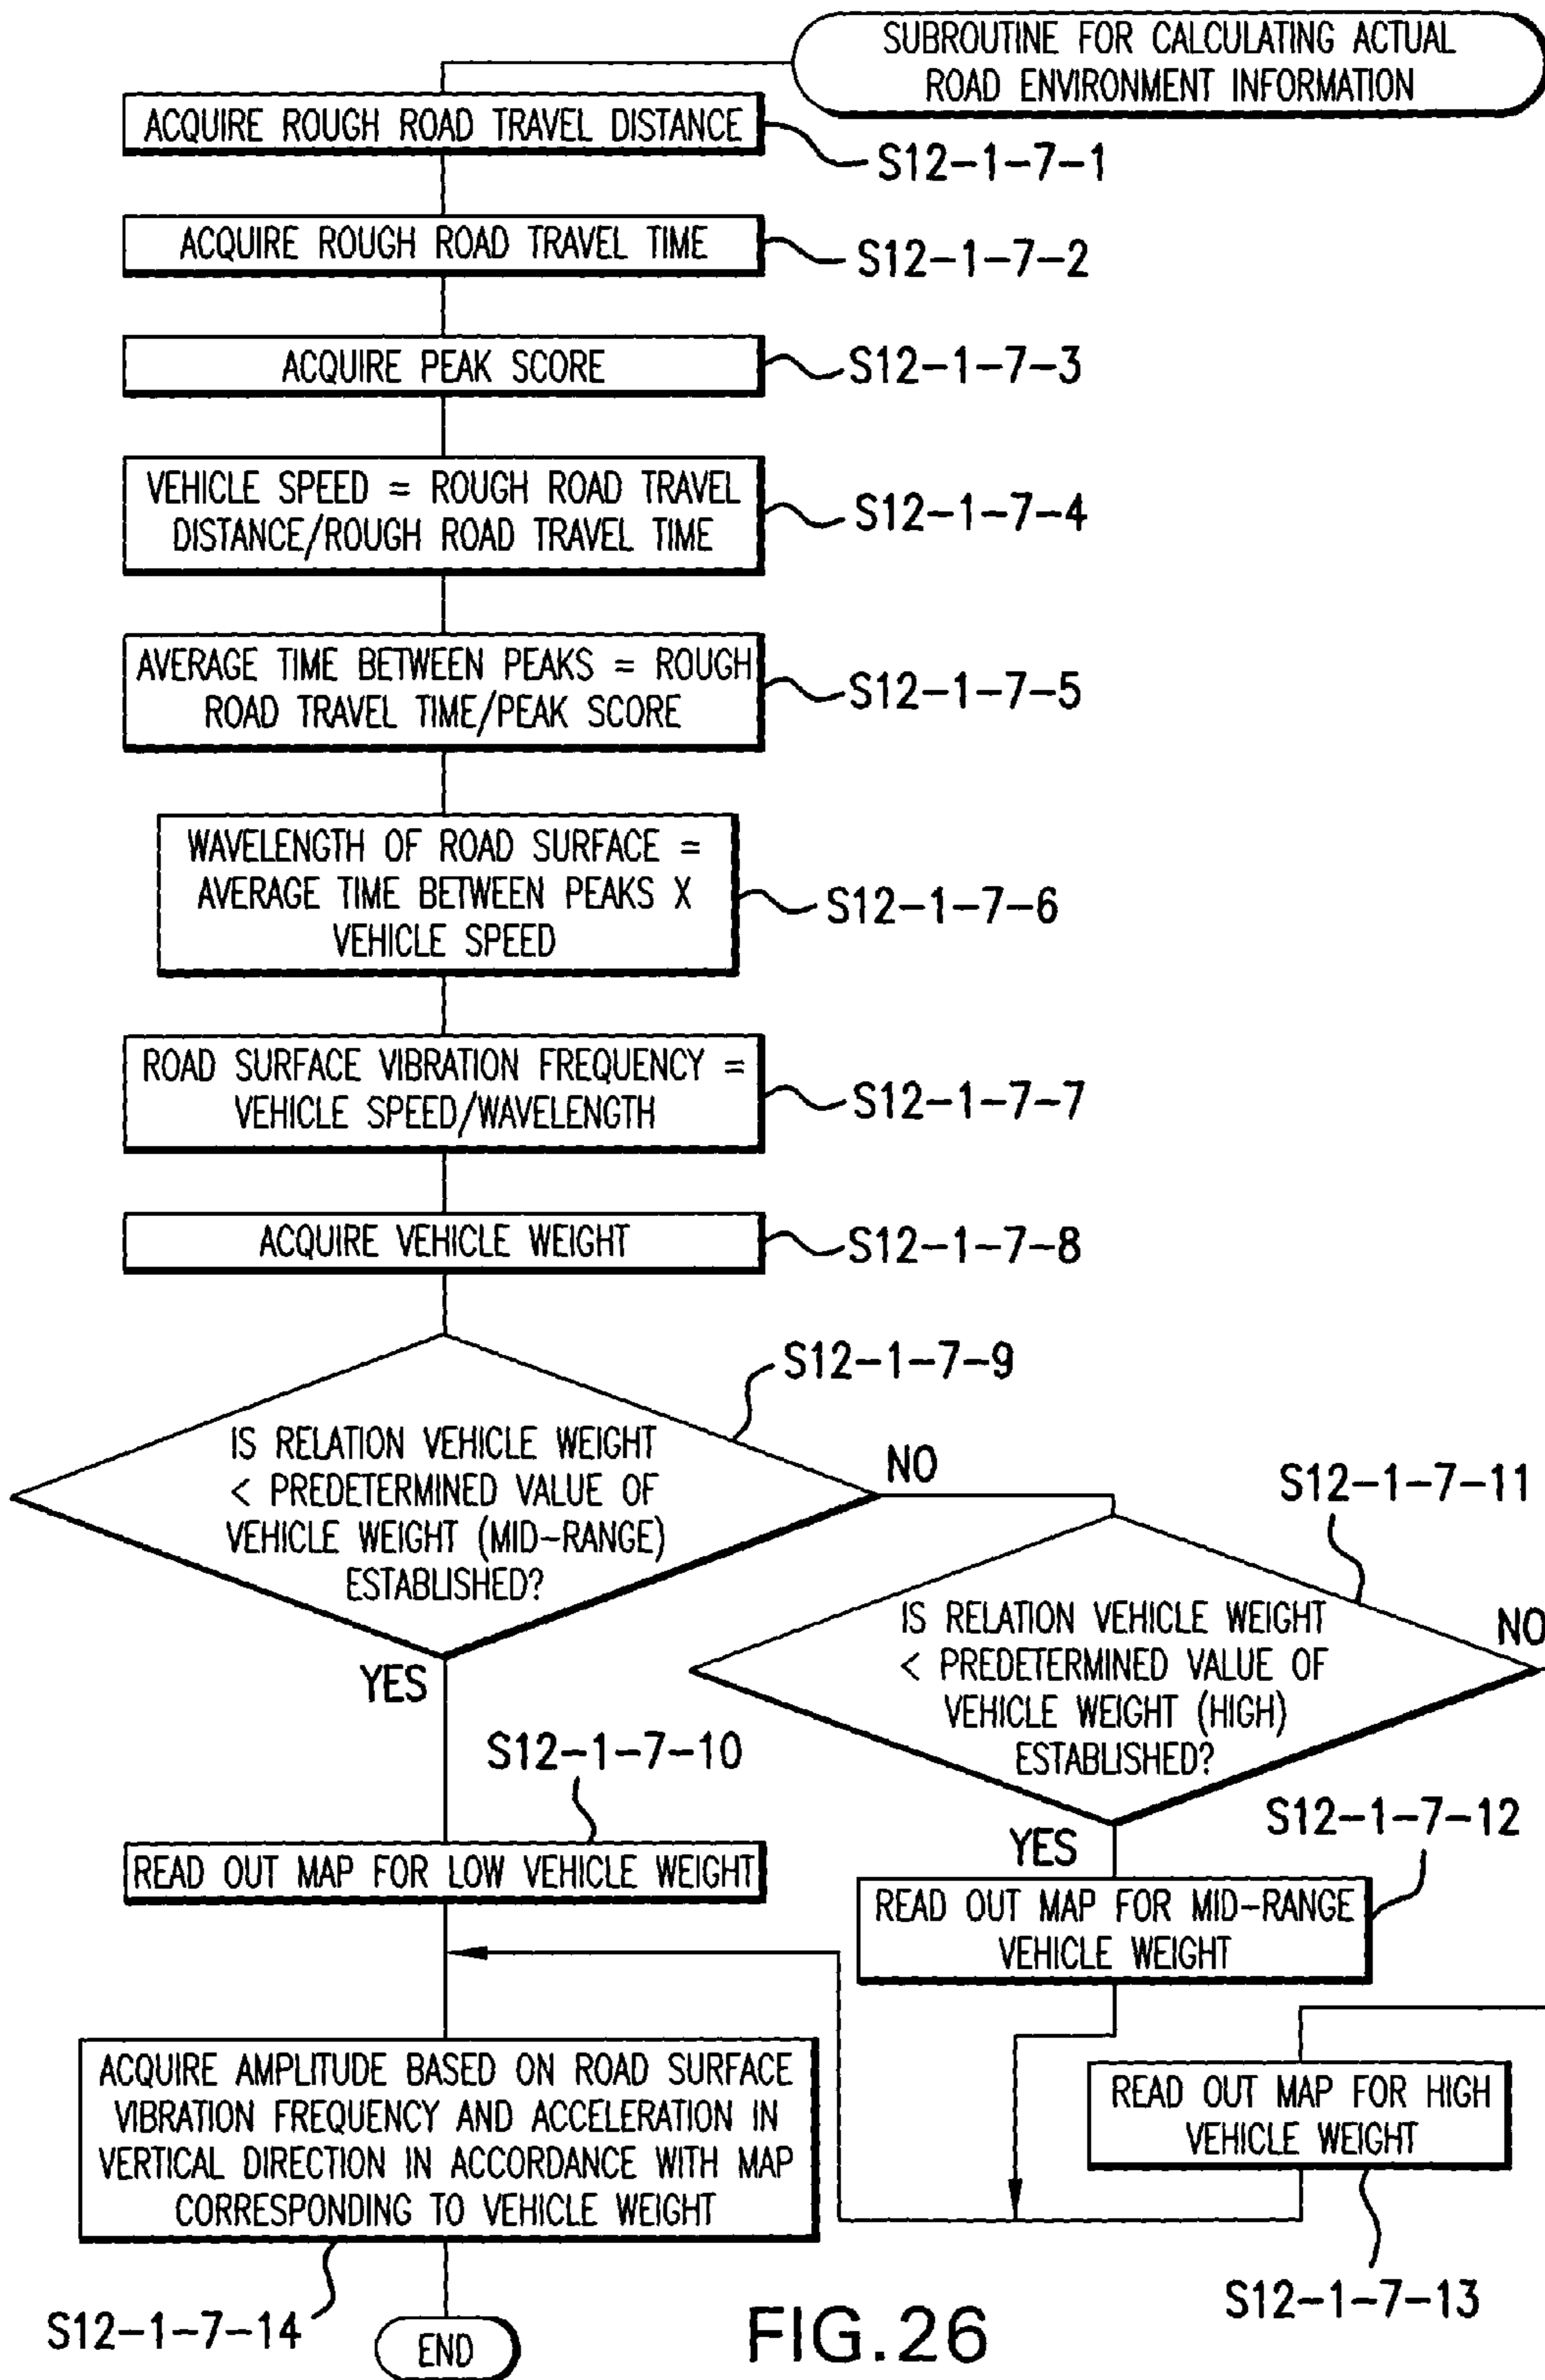 SUBROUTINE FOR CALCULATING ACTUAL
ROAD ENVIRONMENT INFORMATION
ACQUIRE ROUGH ROAD TRAVEL DISTANCE
S12-1-7-1
ACQUIRE ROUGH ROAD TRAVEL TIME
S12-1-7-2
ACQUIRE PEAK SCORE
S12-1-7-3
VEHICLE SPEED = ROUGH ROAD TRAVEL
DISTANCE/ROUGH ROAD TRAVEL TIME
S12-1-7-4
AVERAGE TIME BETWEEN PEAKS = ROUGH
ROAD TRAVEL TIME/PEAK SCORE
S12-1-7-5
WAVELENGTH OF ROAD SURFACE =
AVERAGE TIME BETWEEN PEAKS X
VEHICLE SPEED
S12-1-7-6
ROAD SURFACE VIBRATION FREQUENCY =
VEHICLE SPEED/WAVELENGTH
S12-1-7-7
ACQUIRE VEHICLE WEIGHT
S12-1-7-8
S12-1-7-9
IS RELATION VEHICLE WEIGHT
< PREDETERMINED VALUE OF
VEHICLE WEIGHT (MID-RANGE)
ESTABLISHED?
NO
YES
S12-1-7-11
IS RELATION VEHICLE WEIGHT
< PREDETERMINED VALUE OF
VEHICLE WEIGHT (HIGH)
ESTABLISHED?
NO
YES
S12-1-7-10
READ OUT MAP FOR LOW VEHICLE WEIGHT
S12-1-7-12
READ OUT MAP FOR MID-RANGE
VEHICLE WEIGHT
READ OUT MAP FOR HIGH
VEHICLE WEIGHT
S12-1-7-13
ACQUIRE AMPLITUDE BASED ON ROAD SURFACE
VIBRATION FREQUENCY AND ACCELERATION IN
VERTICAL DIRECTION IN ACCORDANCE WITH MAP
CORRESPONDING TO VEHICLE WEIGHT
S12-1-7-14
END
FIG.26